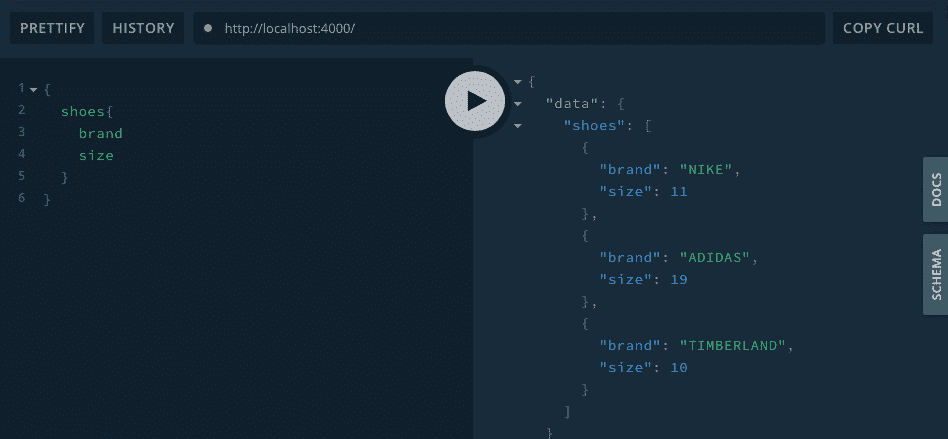 PRETTIFY HISTORY http://localhost:4000/ COPY CURL
1 {
2 shoes{
3 brand
4 size
5 }
6 }
{
"data": {
"shoes": [
{
"brand": "NIKE",
"size": 11
},
{
"brand": "ADIDAS",
"size": 19
},
{
"brand": "TIMBERLAND",
"size": 10
}
]
}
DOCS
SCHEMA